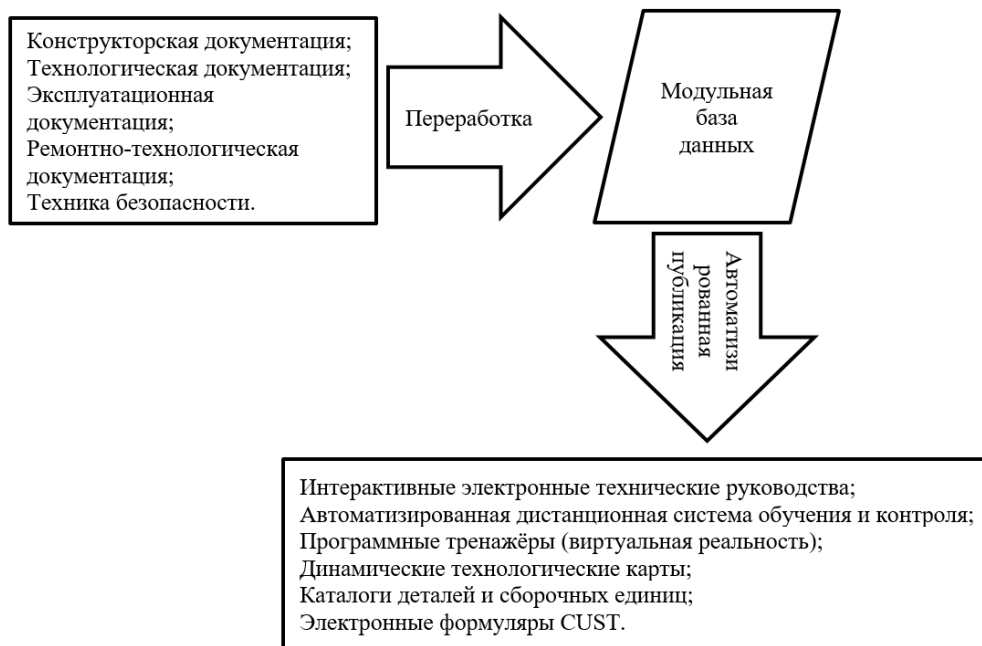 Конструкторская документация;
Технологическая документация;
Эксплуатационная
документация;
Ремонтно-технологическая
документация;
Техника безопасности.
Переработка
Модульная
база
данных
Автоматизи
рованная
публикация
Интерактивные электронные технические руководства;
Автоматизированная дистанционная система обучения и контроля;
Программные тренажёры (виртуальная реальность);
Динамические технологические карты;
Каталоги деталей и сборочных единиц;
Электронные формуляры CUST.